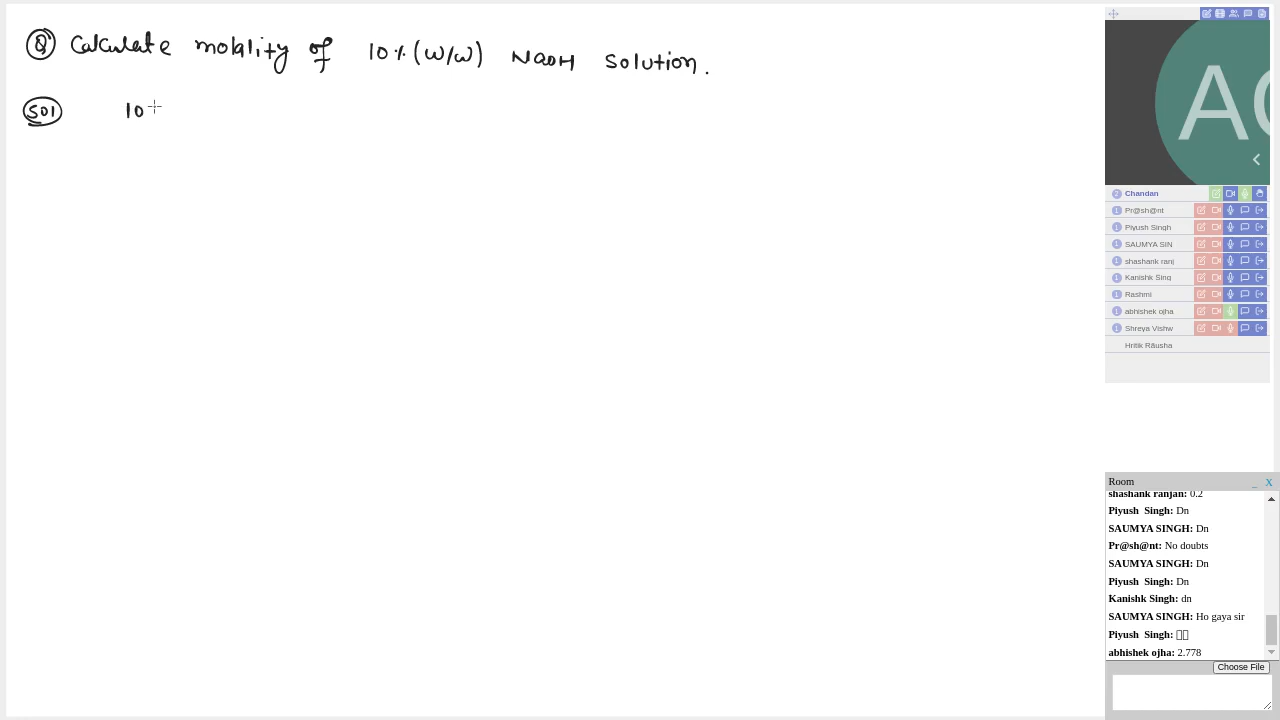 Q Calculate molality of 10%(W/W) NaOH Solution.
Sol 10
AC
Chandan
Pr@sh@nt
Piyush Singh
SAUMYA SIN
shashank ranj
Kanishk Sing
Rashmi
abhishek ojha
Shreya Vishw
Hritik Räusha
Room
_ X
shashank ranjan: 0.2
Piyush Singh: Dn
SAUMYA SINGH: Dn
Pr@sh@nt: No doubts
SAUMYA SINGH: Dn
Piyush Singh: Dn
Kanishk Singh: dn
SAUMYA SINGH: Ho gaya sir
Piyush Singh:
abhishek ojha: 2.778
Choose File